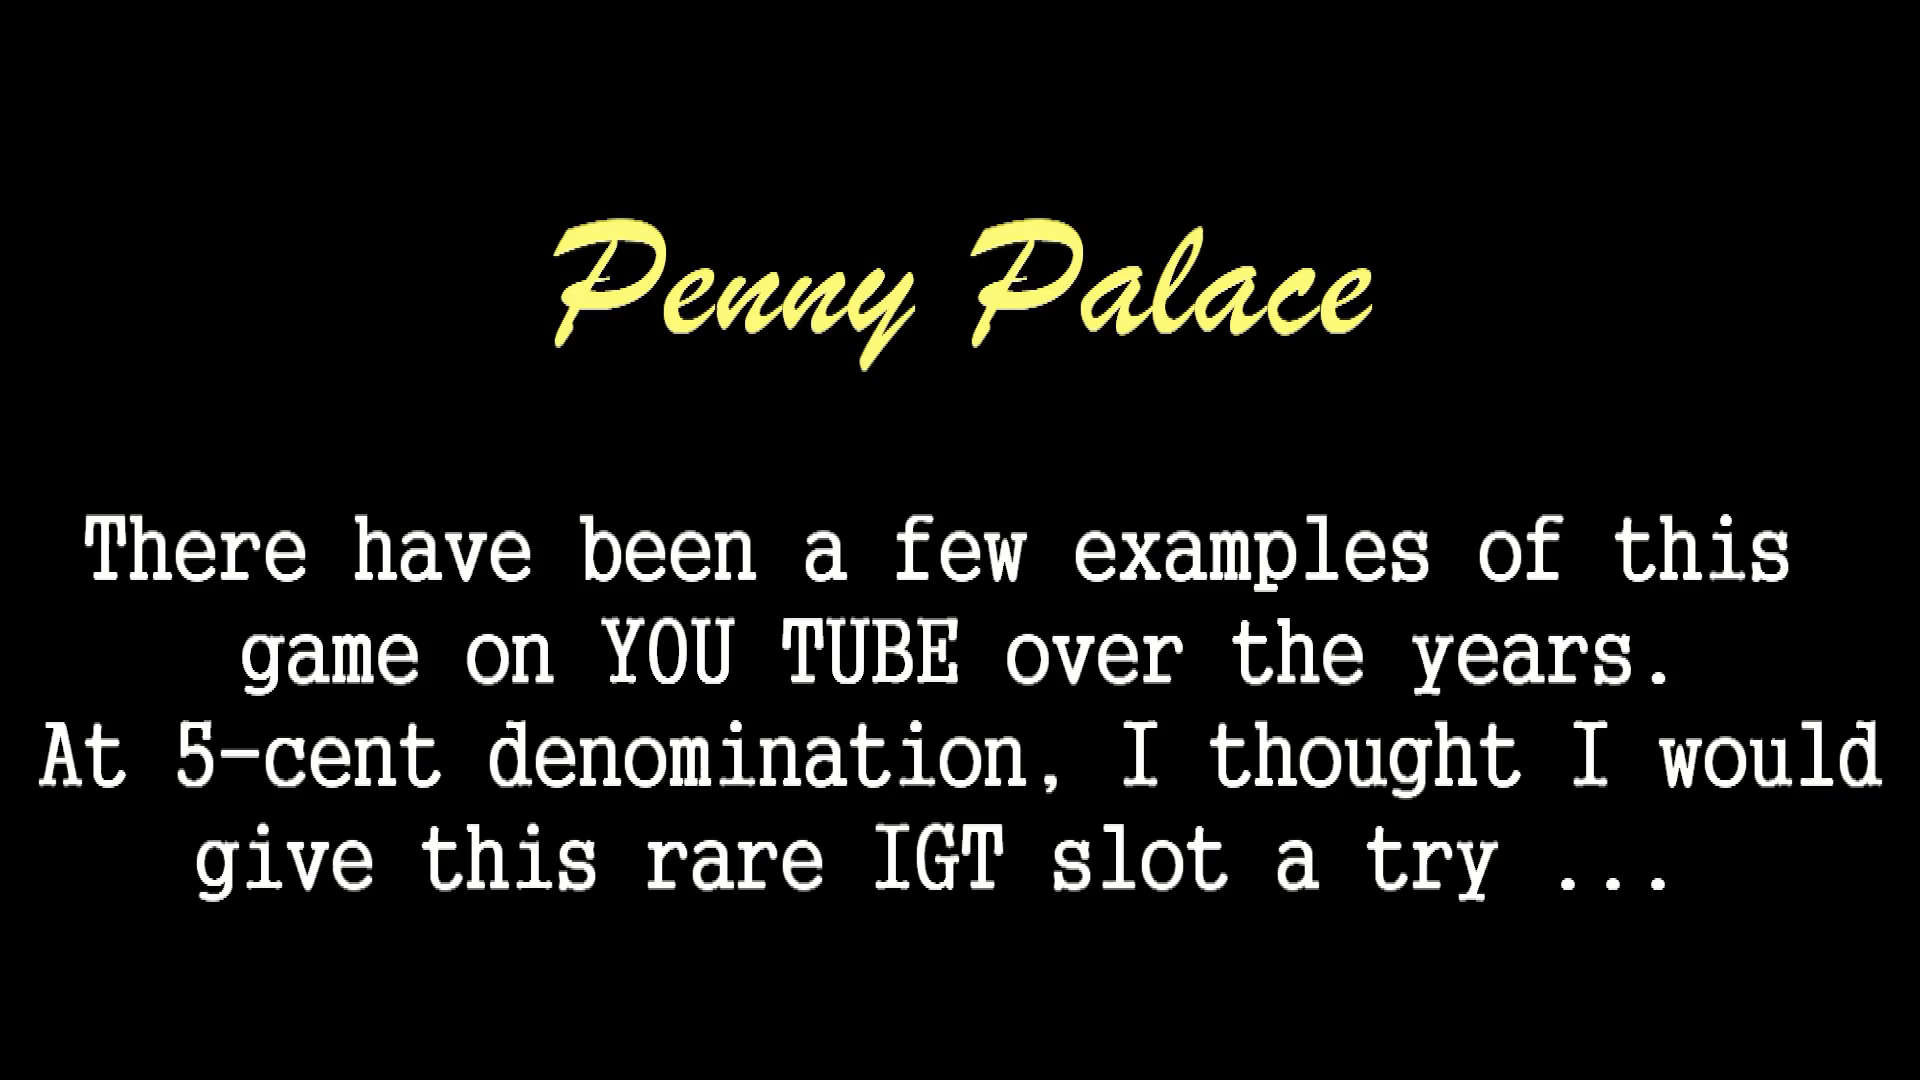 Penny Palace
There have been a few examples of this
game on YOU TUBE over the years.
At 5-cent denomination, I thought I would
give this rare IGT slot a try ...